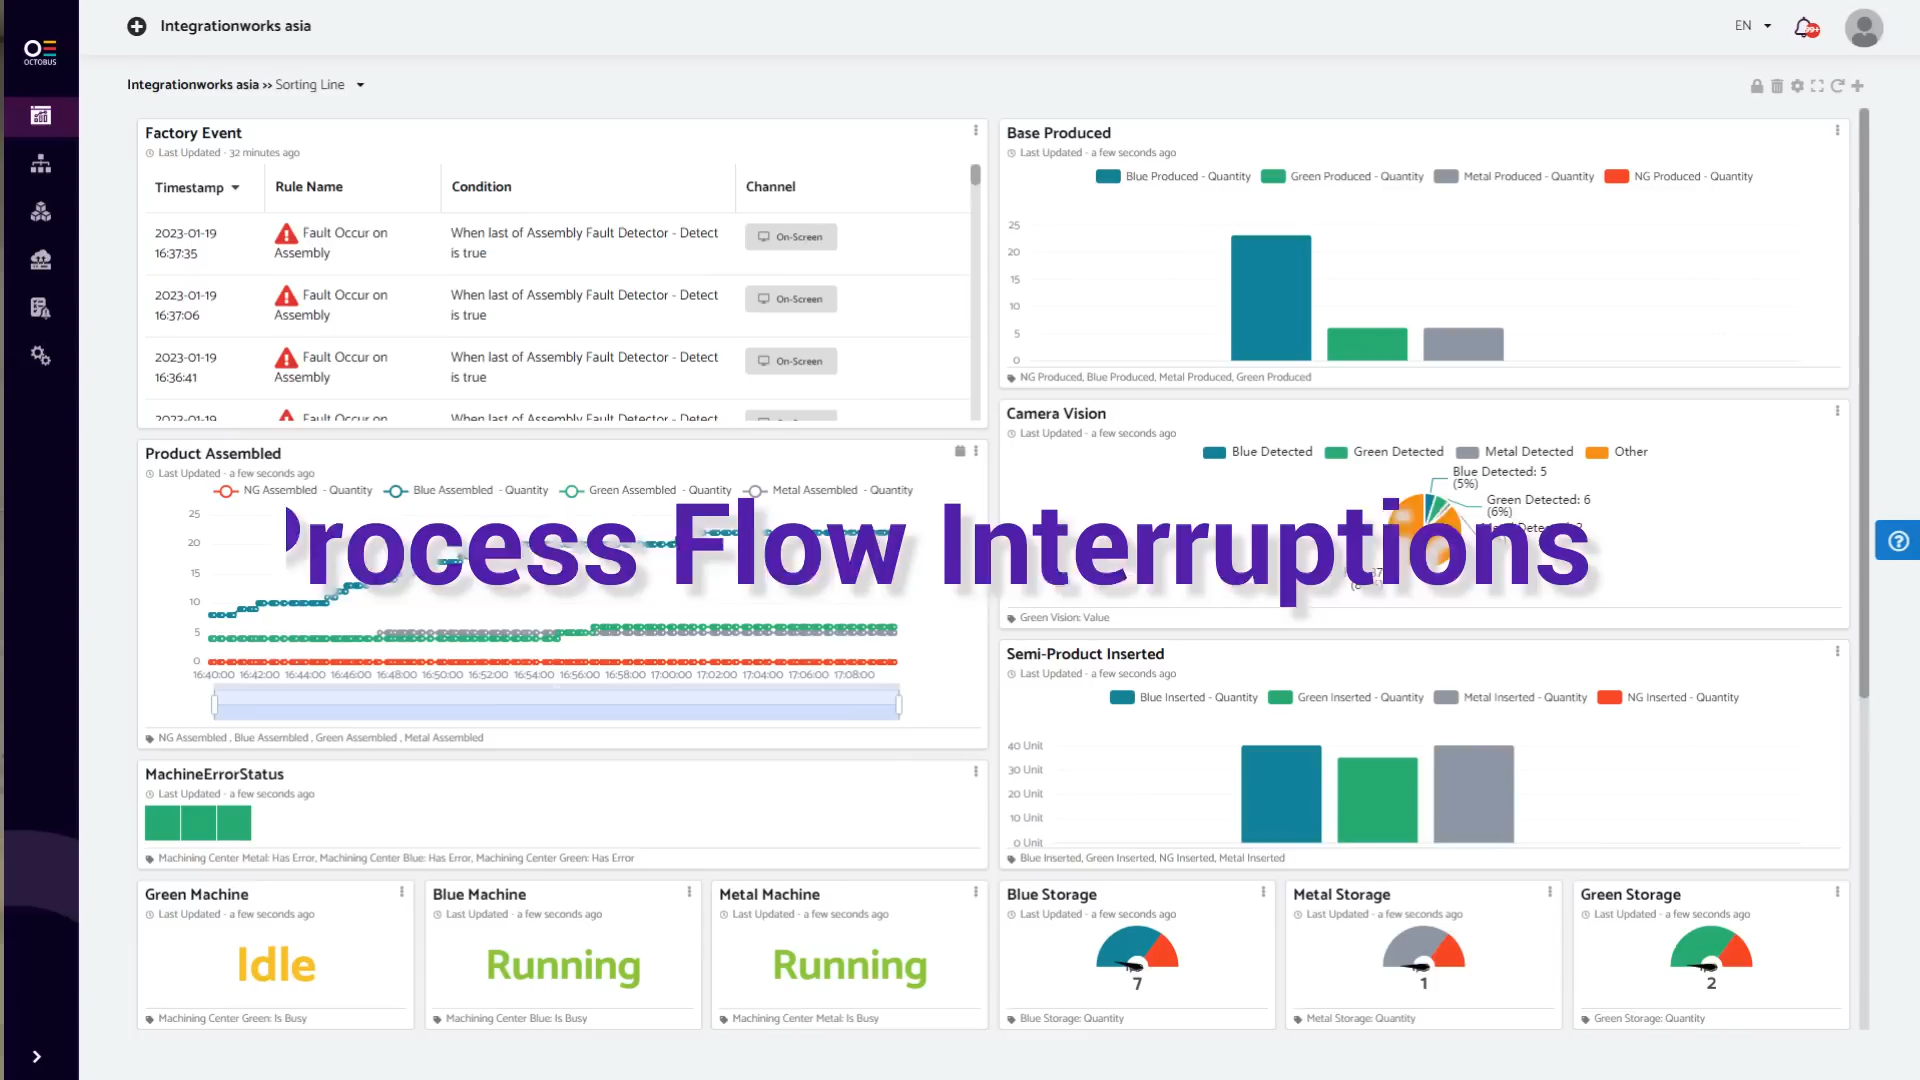 OCTOBUS
Integrationworks asia
EN
99+
Integrationworks asia >> Sorting Line
Factory Event
Last Updated - 32 minutes ago
Timestamp Rule Name Condition Channel
2023-01-19 16:37:35 Fault Occur on Assembly When last of Assembly Fault Detector - Detect is true On-Screen
2023-01-19 16:37:06 Fault Occur on Assembly When last of Assembly Fault Detector - Detect is true On-Screen
2023-01-19 16:36:41 Fault Occur on Assembly When last of Assembly Fault Detector - Detect is true On-Screen
2023-01-19 Fault Occur on When last of Assembly Fault Detector - Detect
Base Produced
Last Updated - a few seconds ago
Blue Produced - Quantity Green Produced - Quantity Metal Produced - Quantity NG Produced - Quantity
25
20
15
10
5
0
NG Produced, Blue Produced, Metal Produced, Green Produced
Product Assembled
Last Updated - a few seconds ago
NG Assembled - Quantity Blue Assembled - Quantity Green Assembled - Quantity Metal Assembled - Quantity
25
20
15
10
5
0
16:40:00 16:42:00 16:44:00 16:46:00 16:48:00 16:50:00 16:52:00 16:54:00 16:56:00 16:58:00 17:00:00 17:02:00 17:04:00 17:06:00 17:08:00
NG Assembled , Blue Assembled , Green Assembled , Metal Assembled
Process Flow Interruptions
Camera Vision
Last Updated - a few seconds ago
Blue Detected Green Detected Metal Detected Other
Blue Detected: 5
(5%)
Green Detected: 6
(6%)
Green Vision: Value
Semi-Product Inserted
Last Updated - a few seconds ago
Blue Inserted - Quantity Green Inserted - Quantity Metal Inserted - Quantity NG Inserted - Quantity
40 Unit
30 Unit
20 Unit
10 Unit
0 Unit
Blue Inserted, Green Inserted, NG Inserted, Metal Inserted
MachineErrorStatus
Last Updated - a few seconds ago
Machining Center Metal: Has Error, Machining Center Blue: Has Error, Machining Center Green: Has Error
Green Machine
Last Updated - a few seconds ago
Idle
Machining Center Green: Is Busy
Blue Machine
Last Updated - a few seconds ago
Running
Machining Center Blue: Is Busy
Metal Machine
Last Updated - a few seconds ago
Running
Machining Center Metal: Is Busy
Blue Storage
Last Updated - a few seconds ago
7
Blue Storage: Quantity
Metal Storage
Last Updated - a few seconds ago
1
Metal Storage: Quantity
Green Storage
Last Updated - a few seconds ago
2
Green Storage: Quantity